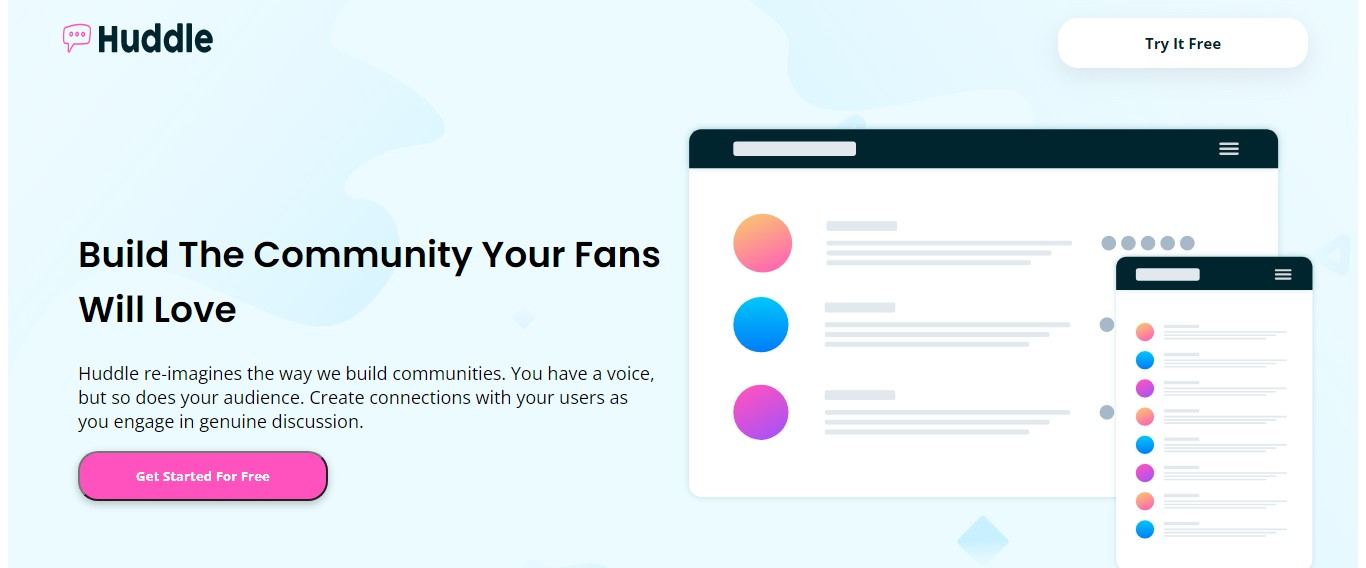 Huddle
Try It Free
Build The Community Your Fans
Will Love
Huddle re-imagines the way we build communities. You have a voice,
but so does your audience. Create connections with your users as
you engage in genuine discussion.
Get Started For Free